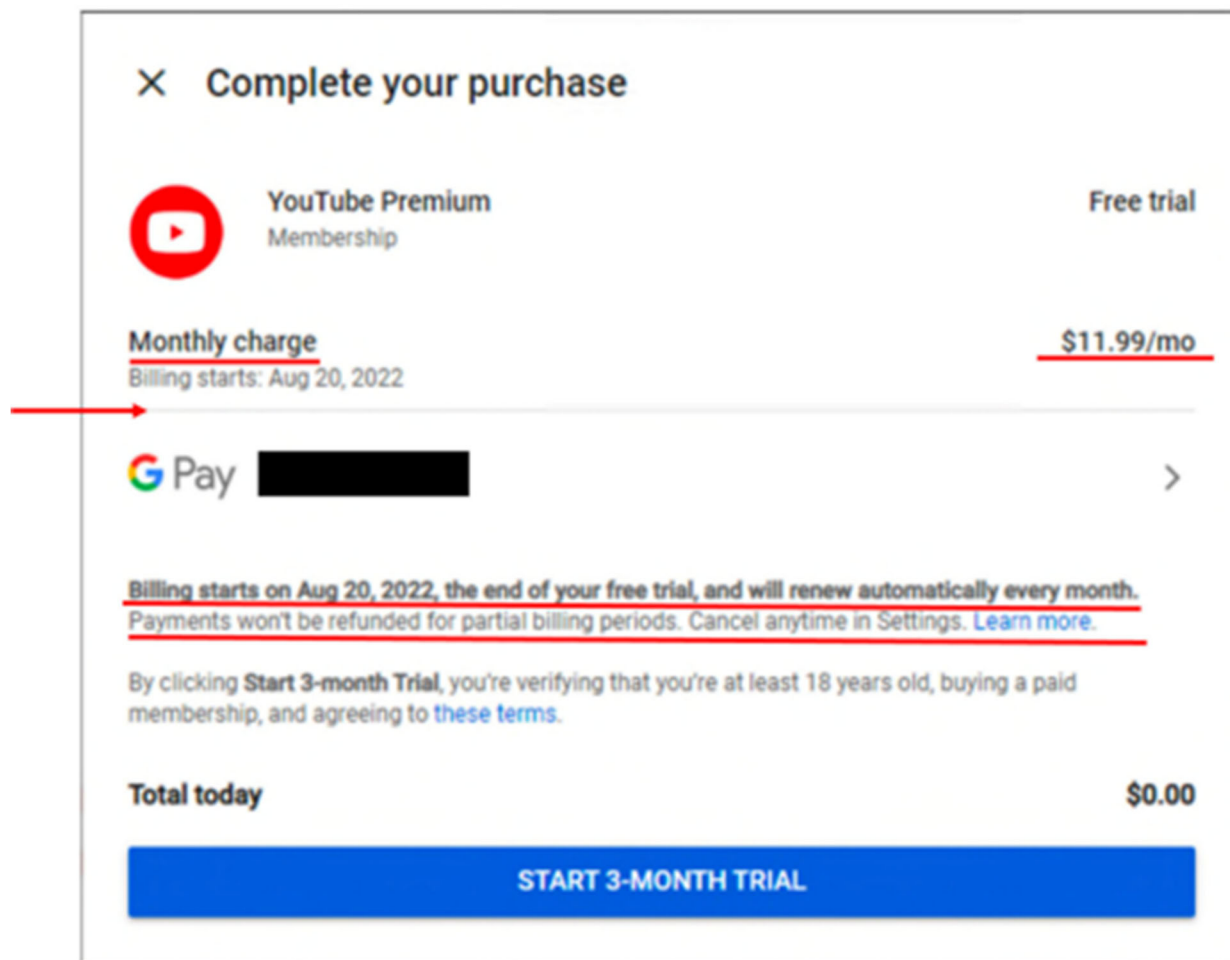 Complete your purchase
YouTube Premium
Free trial
Membership
Monthly charge
$11.99/mo
Billing starts: Aug 20, 2022
G Pay
Billing starts on Aug 20, 2022, the end of your free trial, and will renew automatically every month.
Payments won't be refunded for partial billing periods. Cancel anytime in Settings. Learn more.
By clicking Start 3-month Trial, you're verifying that you're at least 18 years old, buying a paid
membership, and agreeing to these terms.
Total today
$0.00
START 3-MONTH TRIAL